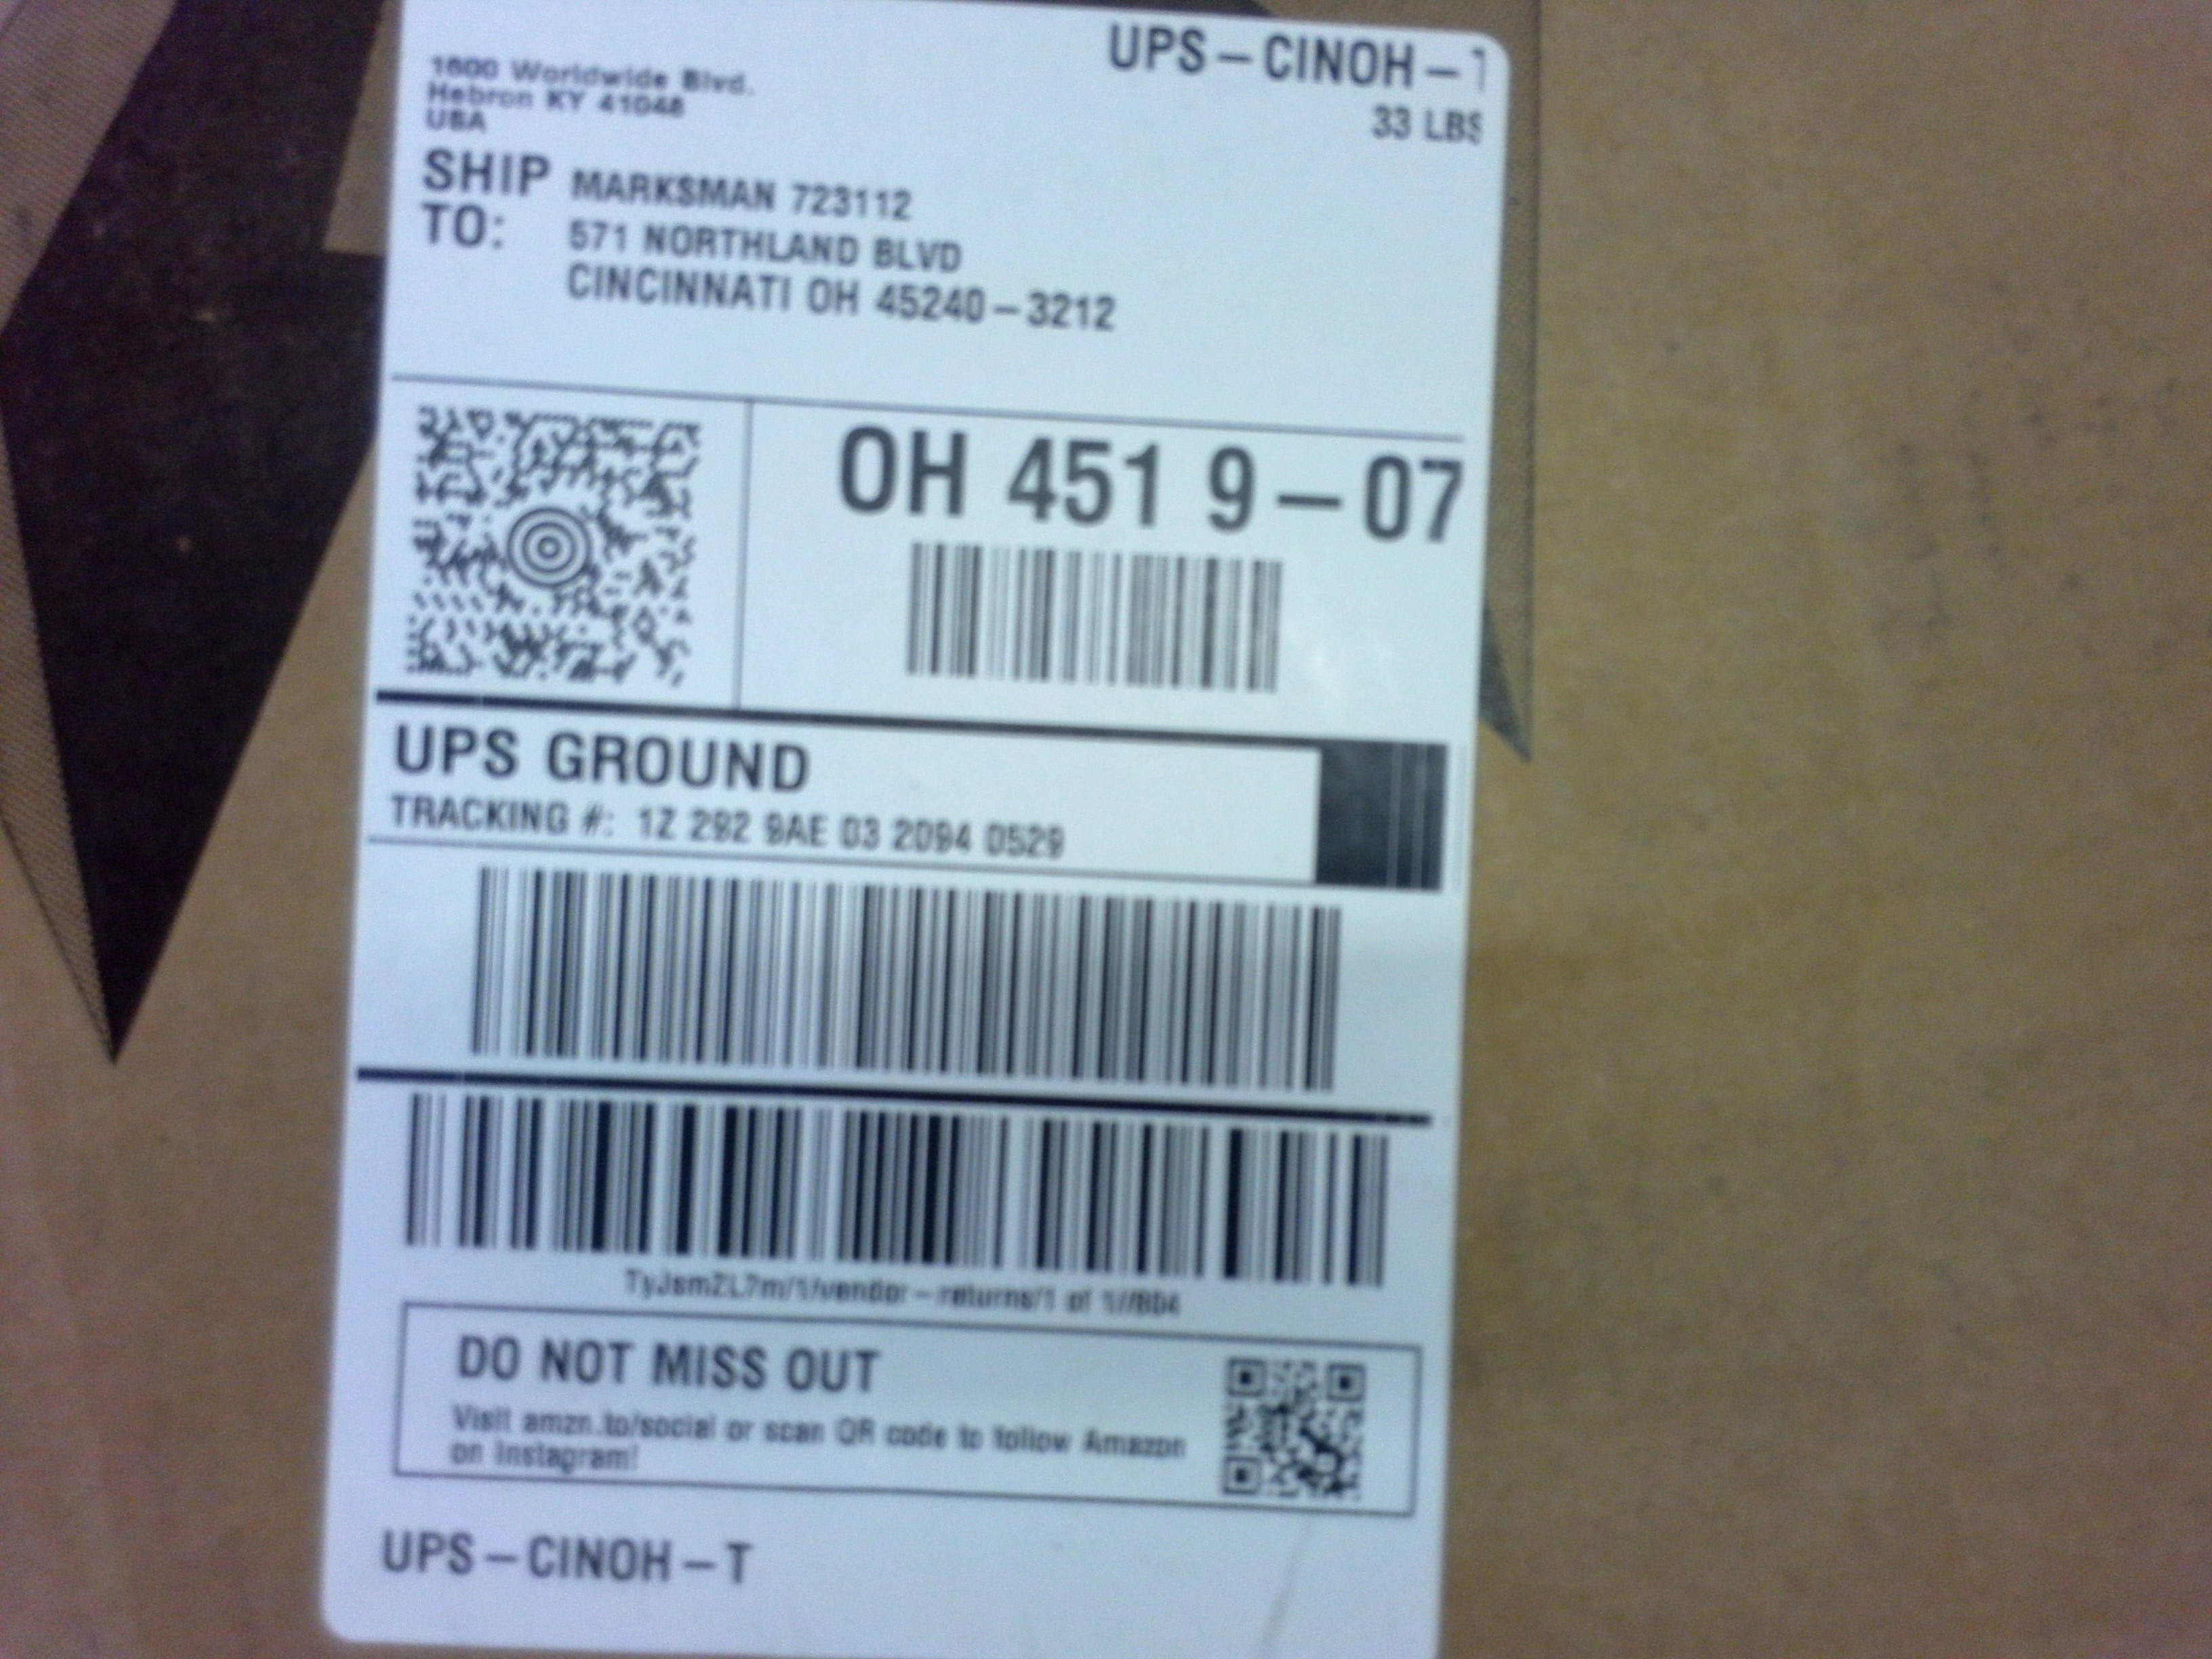 UPS-CINOH-T
33 LBS
1600 Worldwide Blvd.
Hebron KY 41048
USA
SHIP TO:
MARKSMAN 723112
571 NORTHLAND BLVD
CINCINNATI OH 45240-3212
OH 451 9-07
UPS GROUND
TRACKING #: 1Z 292 9AE 03 2094 0529
DO NOT MISS OUT
Visit amzn.to/social or scan QR code to follow Amazon
on Instagram!
UPS-CINOH-T